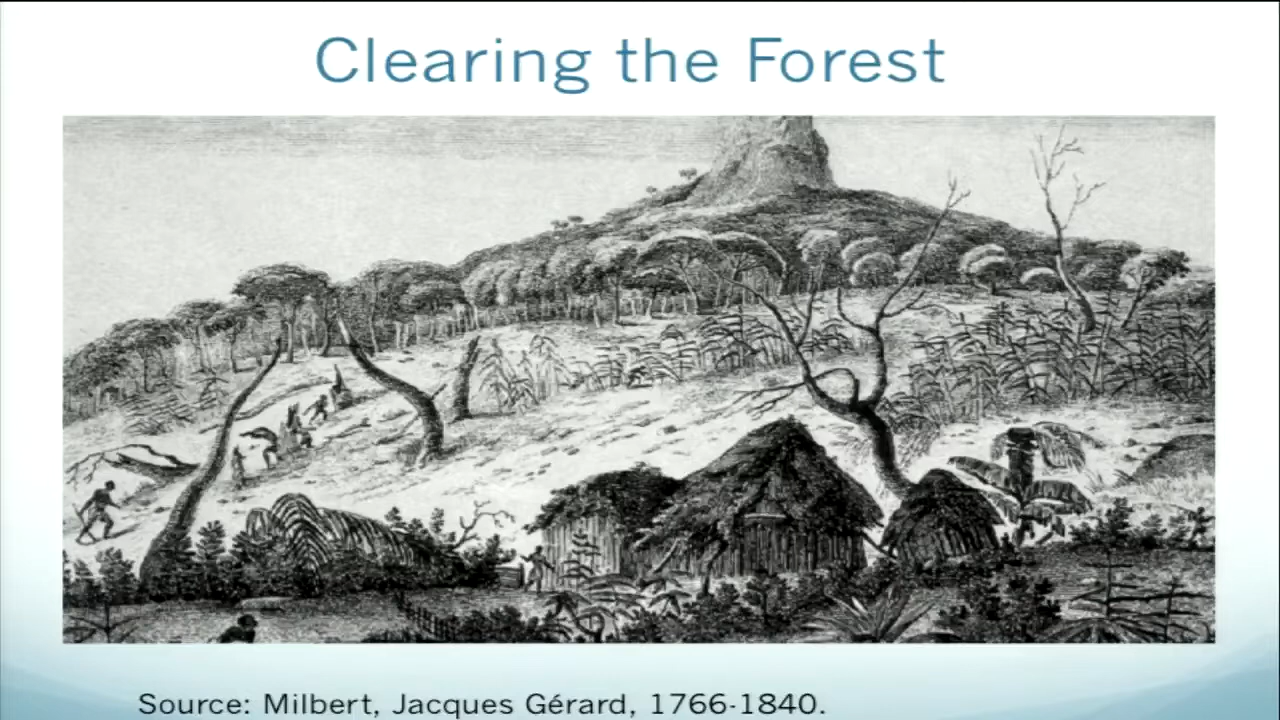 Clearing the Forest
Source: Milbert, Jacques Gérard, 1766-1840.